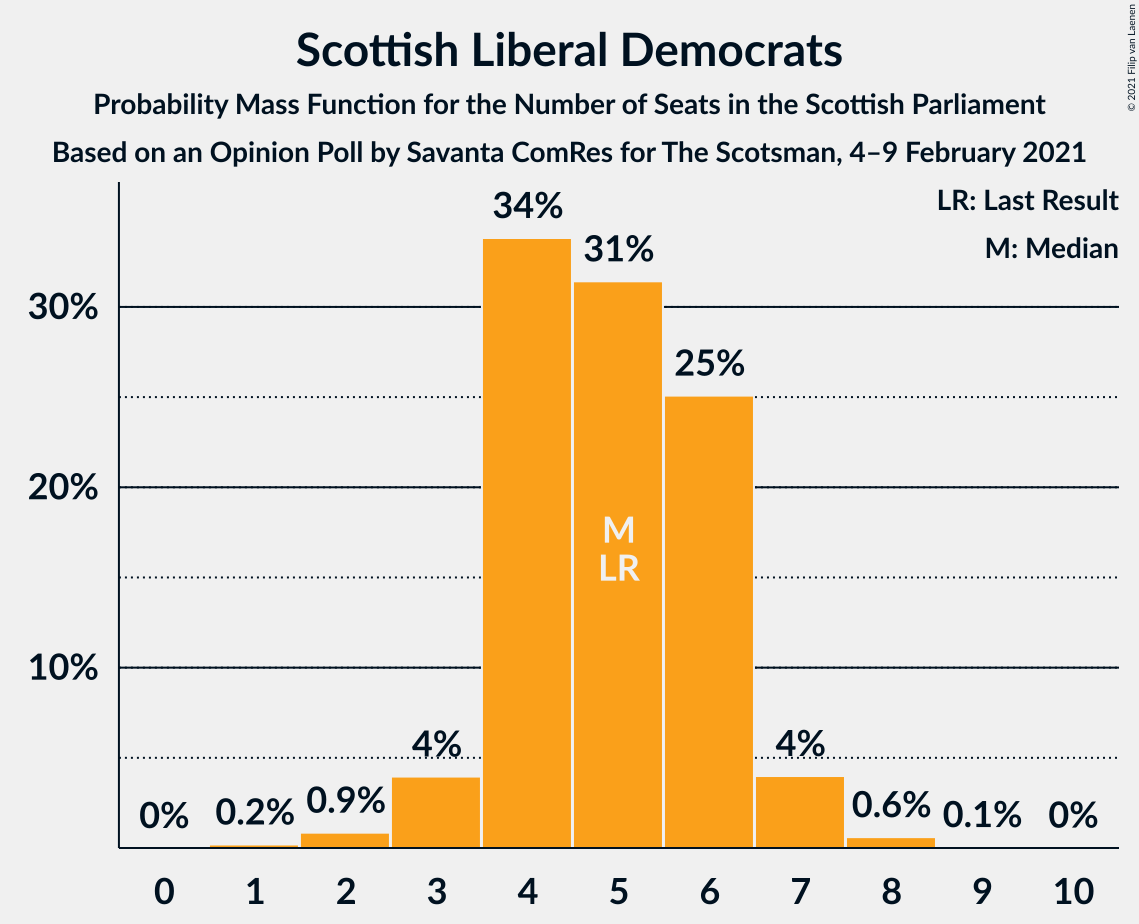 Scottish Liberal Democrats
Probability Mass Function for the Number of Seats in the Scottish Parliament
Based on an Opinion Poll by Savanta ComRes for The Scotsman, 4–9 February 2021
© 2021 Filip van Laenen
LR: Last Result
M: Median
30%
20%
10%
0%
0.2%
0.9%
4%
34%
31%
25%
4%
0.6%
0.1%
0%
M
LR
0 1 2 3 4 5 6 7 8 9 10